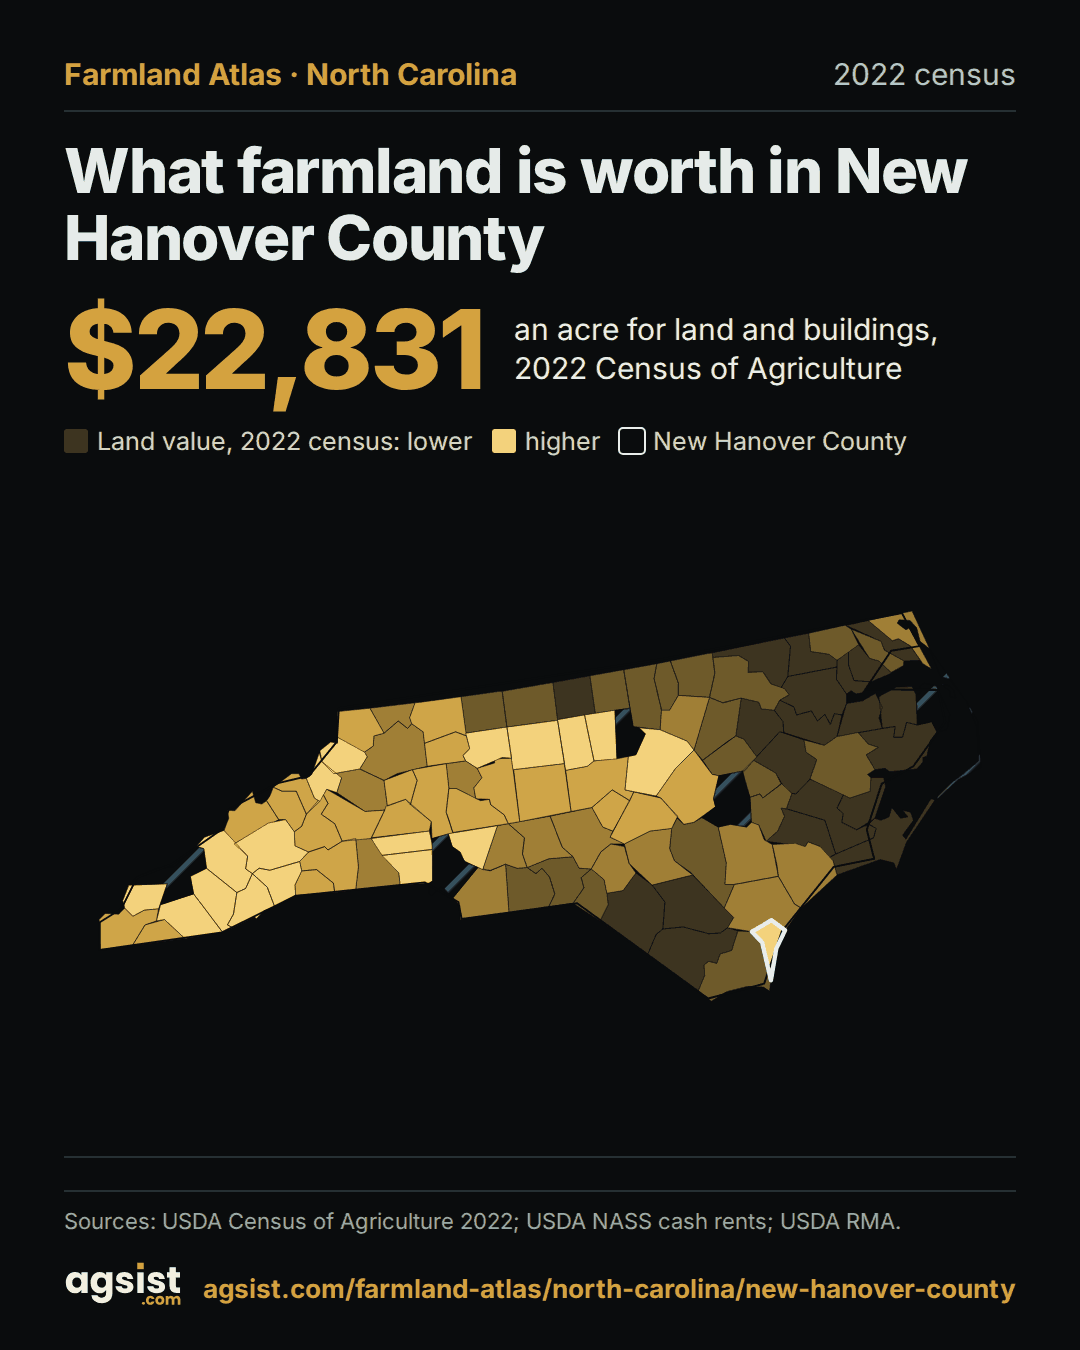 Farmland Atlas · North Carolina
2022 census
What farmland is worth in New
Hanover County
$22,831
an acre for land and buildings,
2022 Census of Agriculture
Land value, 2022 census: lower
higher
New Hanover County
Sources: USDA Census of Agriculture 2022; USDA NASS cash rents; USDA RMA.
agsist
.com
agsist.com/farmland-atlas/north-carolina/new-hanover-county